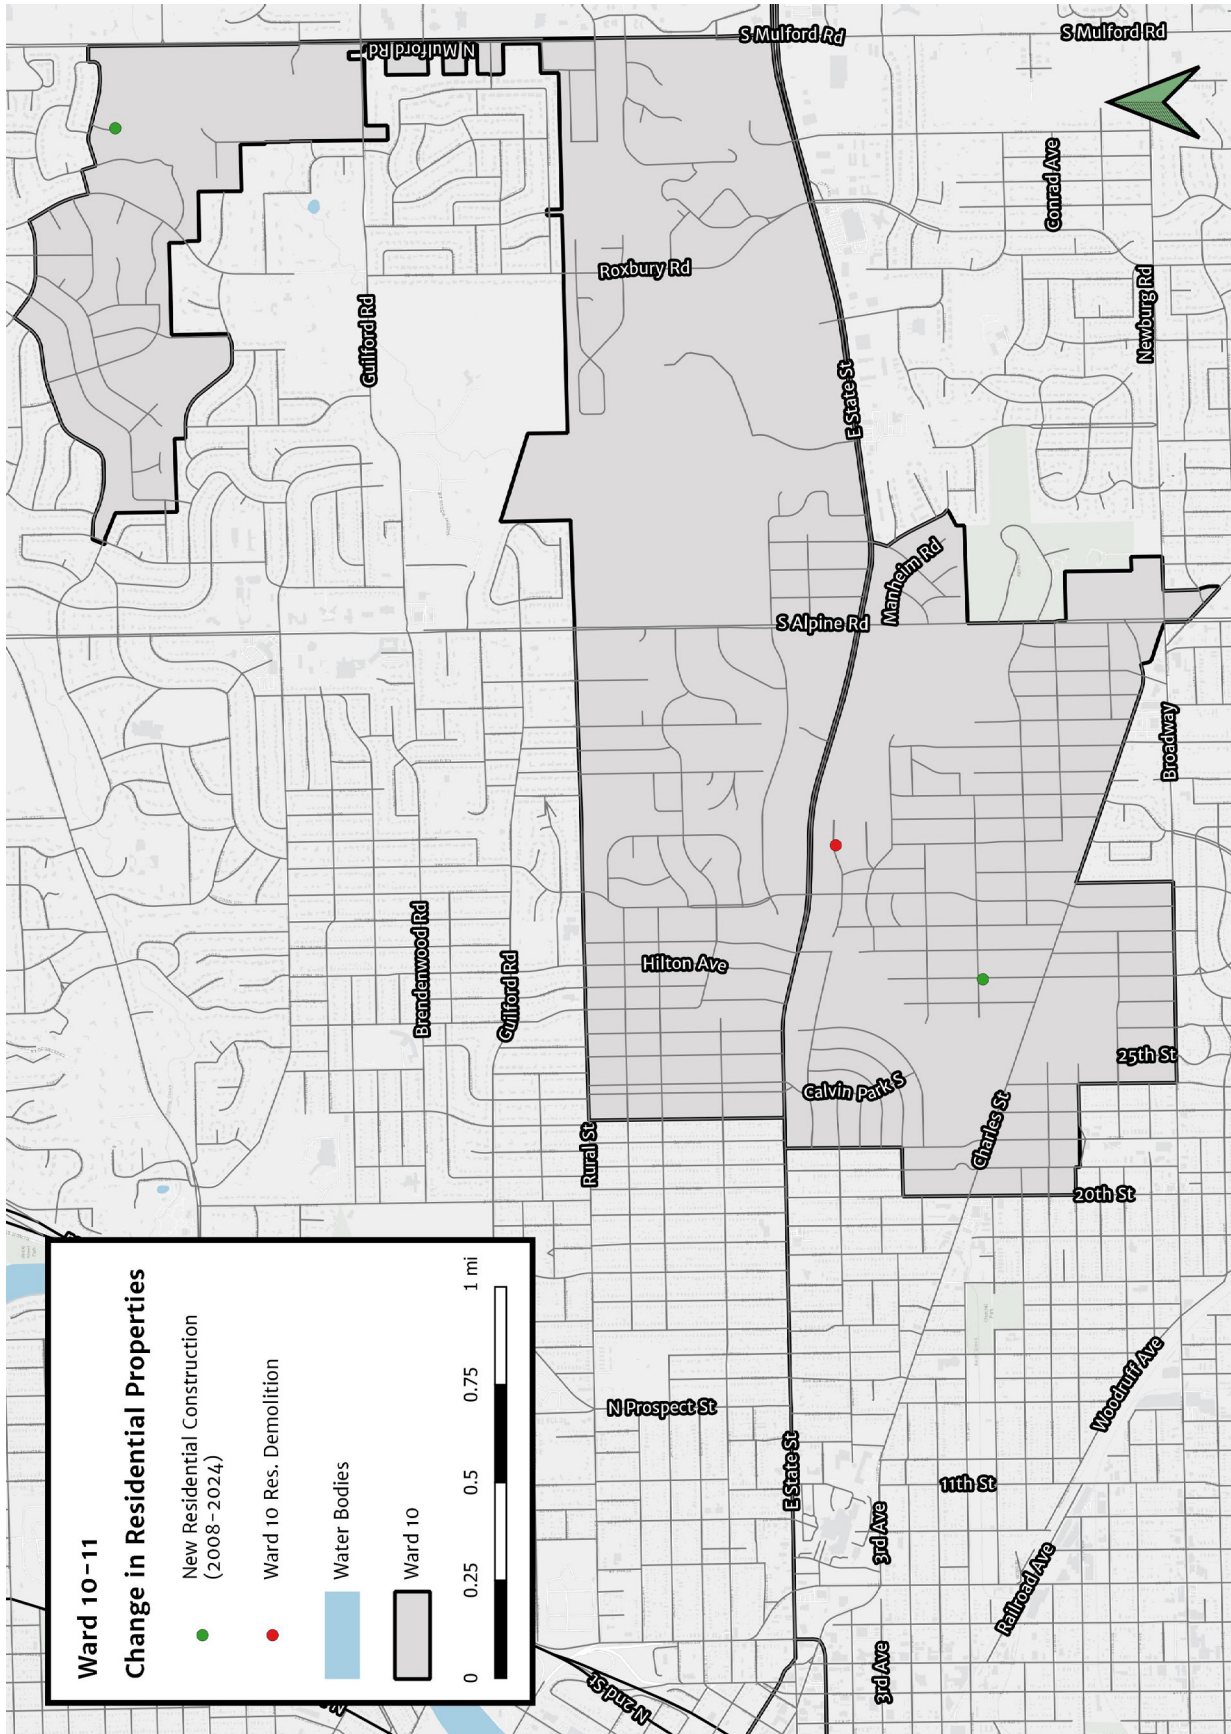 Ward 10-11
Change in Residential Properties
New Residential Construction
(2008-2024)
Ward 10 Res. Demolition
Water Bodies
Ward 10
0
0.25
0.5
0.75
1 mi
N Mulford Rd
S Mulford Rd
S Mulford Rd
Conrad Ave
Newburg Rd
Roxbury Rd
Guilford Rd
E State St
Manheim Rd
S Alpine Rd
Broadway
Brendenwood Rd
Guilford Rd
Hilton Ave
25th St
Calvin Park S
Charles St
Rural St
20th St
N Prospect St
Woodruff Ave
E State St
11th St
3rd Ave
Railroad Ave
3rd Ave
N 2nd St